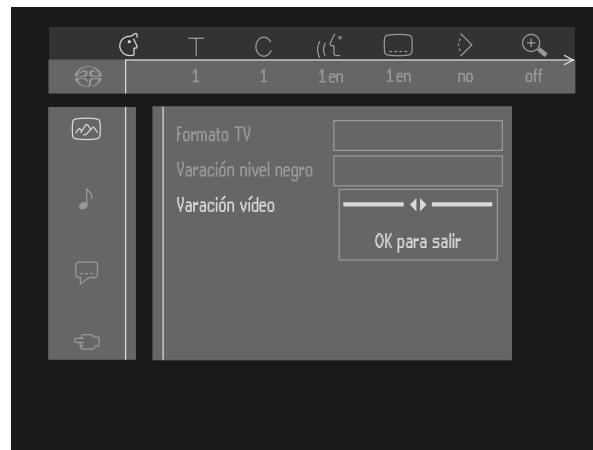 T C
1 1 1en 1en no off
Formato TV
Varación nivel negro
Varación vídeo
OK para salir